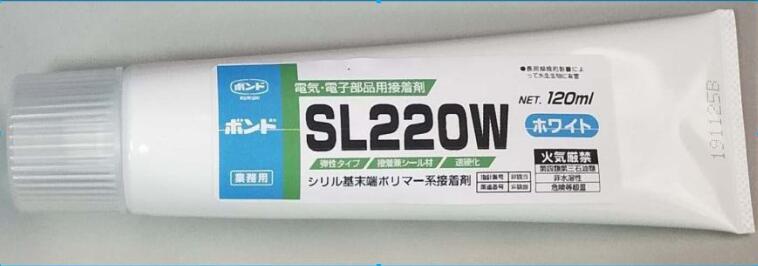 ボンド
KONISHI
ボンド
業務用
電気・電子部品用接着剤
SL220W
弾性タイプ 接着兼シール材 速硬化
シリル基末端ポリマー系接着剤
NET. 120ml
ホワイト
火気厳禁
第四類第三石油類
非水溶性
危険等級Ⅲ
191125B